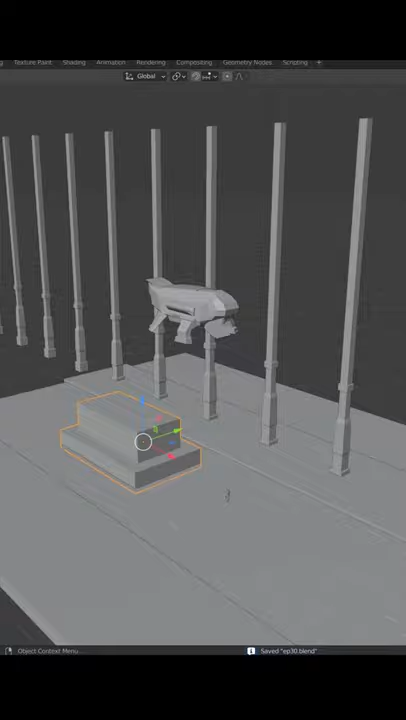 Texture Paint Shading Animation Rendering Compositing Geometry Nodes Scripting +
Global
Object Context Menu
Saved "ep30.blend"